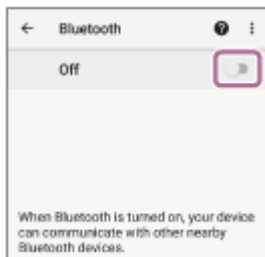 Bluetooth
Off
When Bluetooth is turned on, your device
can communicate with other nearby
Bluetooth devices.